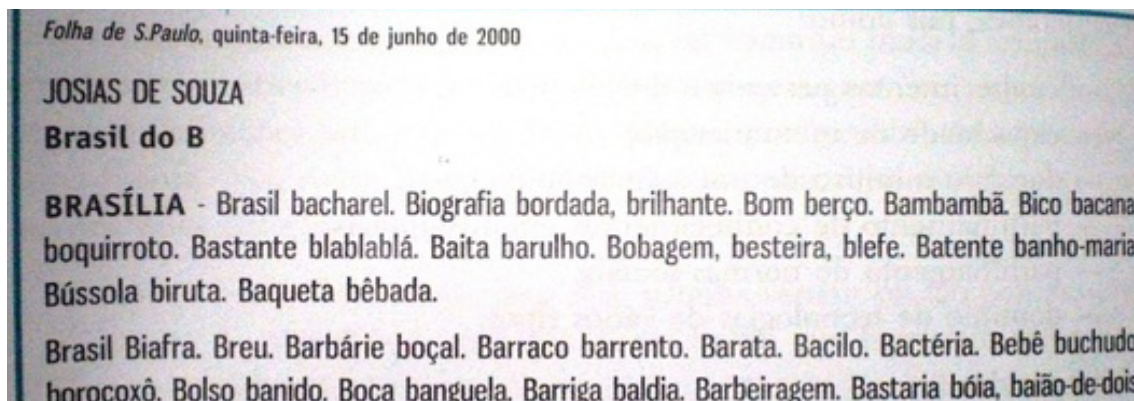 Folha de S.Paulo, quinta-feira, 15 de junho de 2000
JOSIAS DE SOUZA
Brasil do B
BRASÍLIA - Brasil bacharel. Biografia bordada, brilhante. Bom berço. Bambambã. Bico bacana
boquirroto. Bastante blablablá. Baita barulho. Bobagem, besteira, blefe. Batente banho-maria
Bússola biruta. Baqueta bêbada.
Brasil Biafra. Breu. Barbárie boçal. Barraco barrento. Barata. Bacilo. Bactéria. Bebê buchudo
borocoxô. Bolso banido. Boca banguela. Barriga baldia. Barbeiragem. Bastaria bóia, baião-de-dois